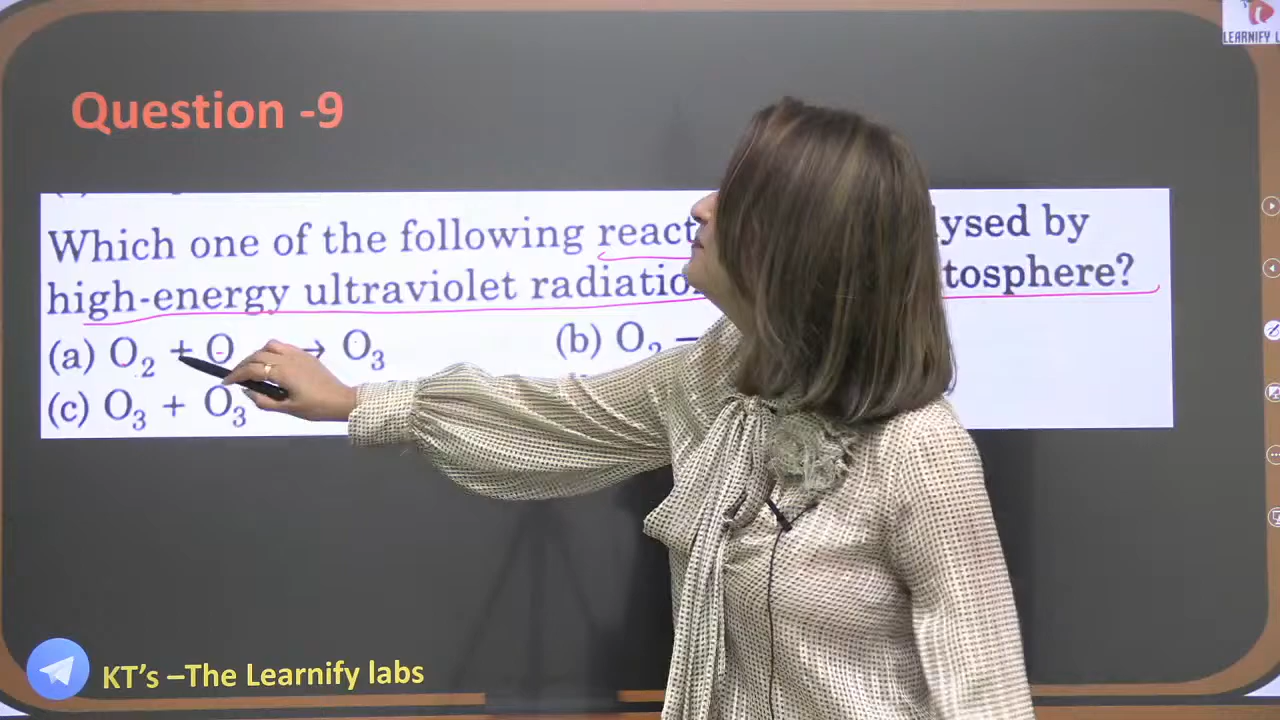 LEARNIFY L
Question -9
Which one of the following react lysed by
high-energy ultraviolet radiatio tosphere?
(a) O₂ + O → O₃ (b) O₂ –
(c) O₃ + O₃
KT's –The Learnify labs